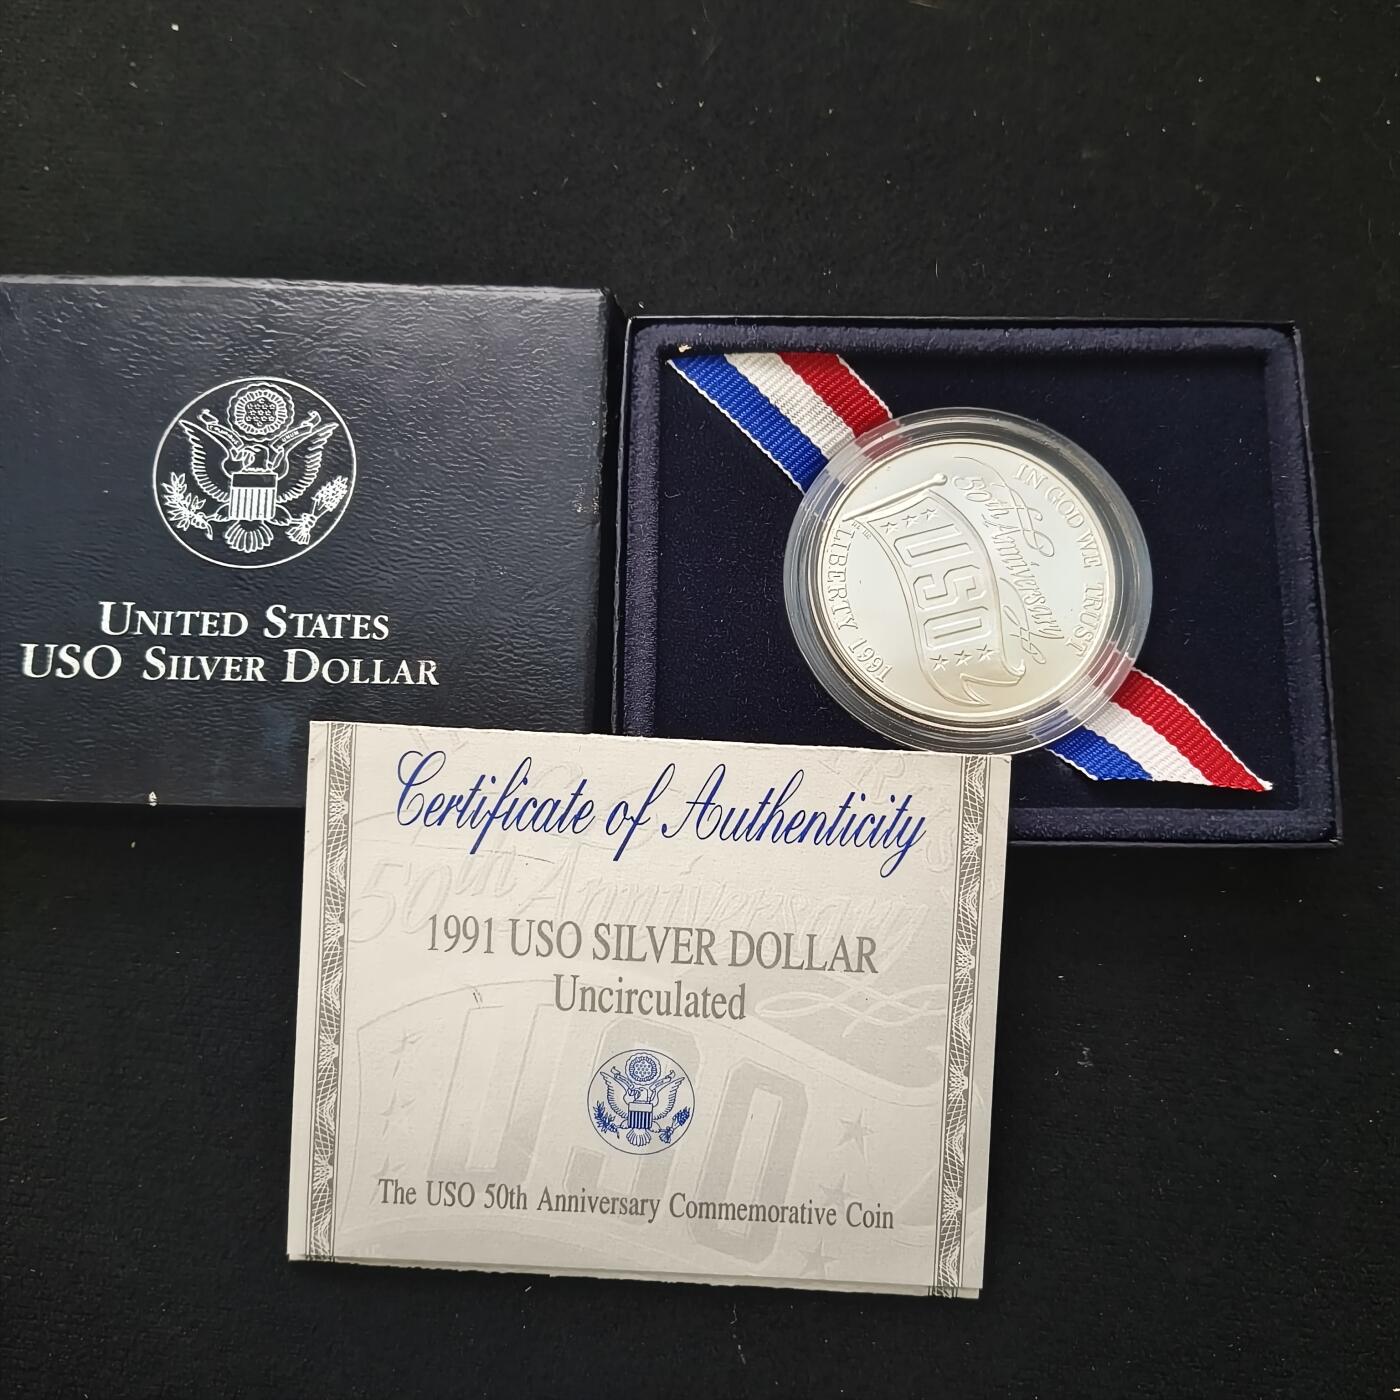 UNITED STATES
USO SILVER DOLLAR
IN GOD WE TRUST
50th Anniversary
USO
LIBERTY
1991
Certificate of Authenticity
1991 USO SILVER DOLLAR
Uncirculated
The USO 50th Anniversary Commemorative Coin